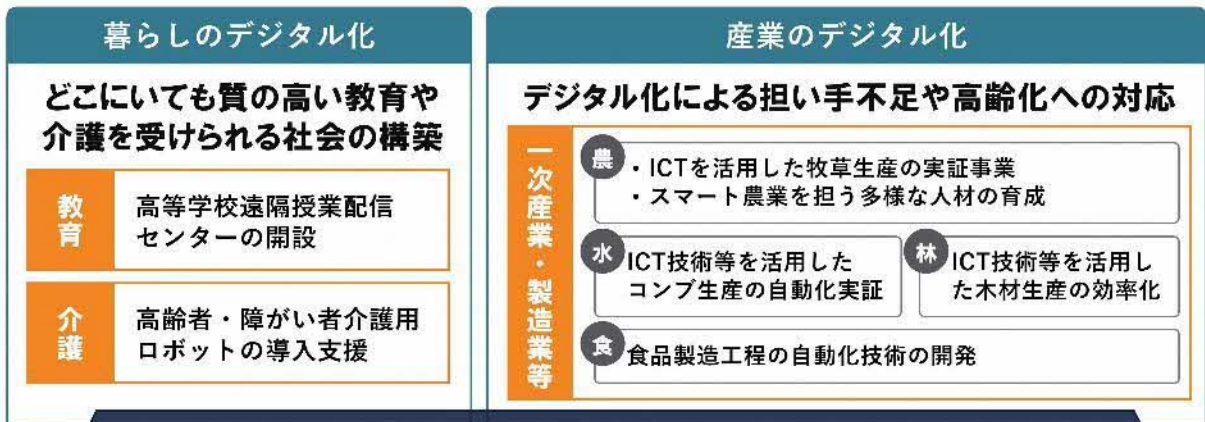 暮らしのデジタル化
どこにいても質の高い教育や
介護を受けられる社会の構築
教育
高等学校遠隔授業配信
センターの開設
介護
高齢者・障がい者介護用
ロボットの導入支援
産業のデジタル化
デジタル化による担い手不足や高齢化への対応
一次産業・製造業等
農
・ICTを活用した牧草生産の実証事業
・スマート農業を担う多様な人材の育成
水
ICT技術等を活用した
コンブ生産の自動化実証
林
ICT技術等を活用し
た木材生産の効率化
食
食品製造工程の自動化技術の開発